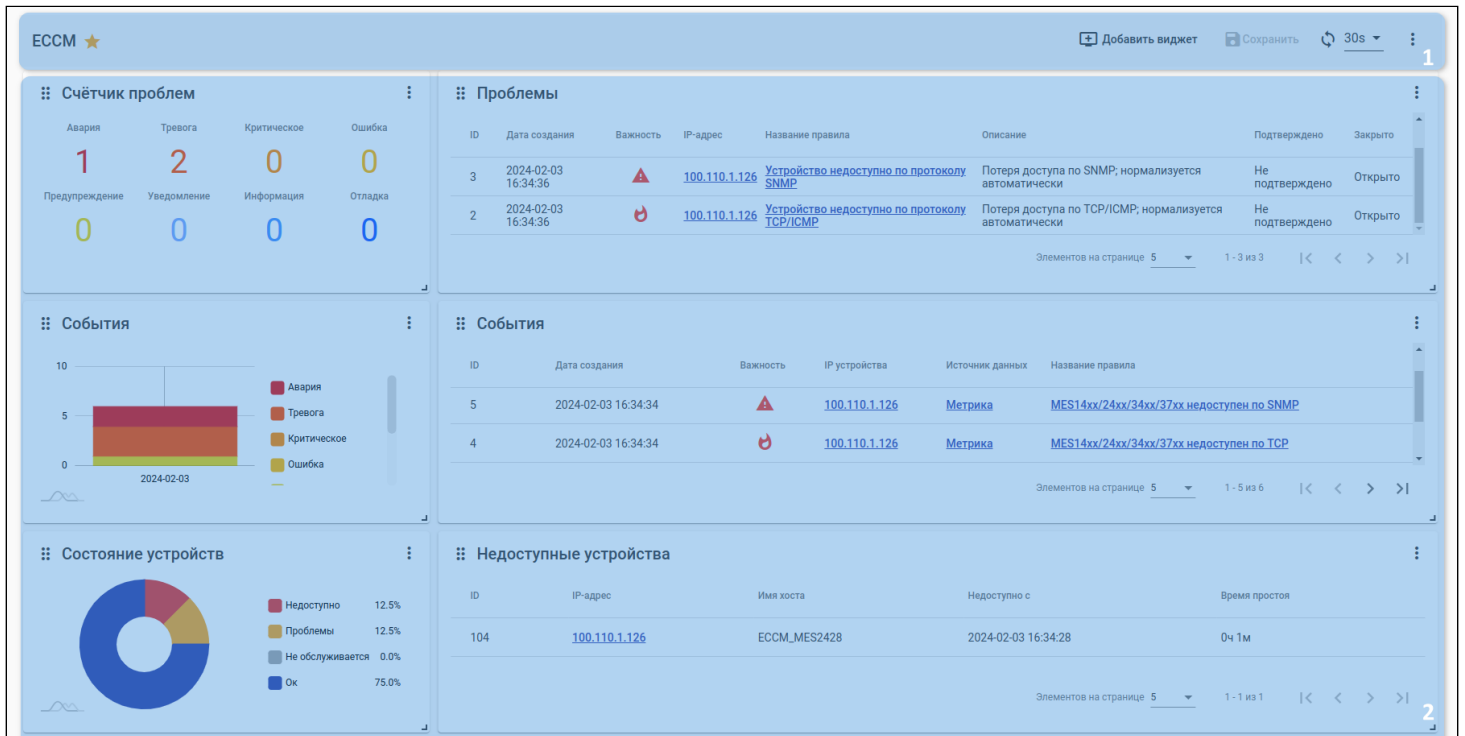 ECCM
Добавить виджет Сохранить 30s
1
Счётчик проблем
Авария Тревога Критическое Ошибка
1 2 0 0
Предупреждение Уведомление Информация Отладка
0 0 0 0
Проблемы
ID Дата создания Важность IP-адрес Название правила Описание Подтверждено Закрыто
3 2024-02-03 16:34:36 100.110.1.126 Устройство недоступно по протоколу SNMP Потеря доступа по SNMP; нормализуется автоматически Не подтверждено Открыто
2 2024-02-03 16:34:36 100.110.1.126 Устройство недоступно по протоколу TCP/ICMP Потеря доступа по TCP/ICMP; нормализуется автоматически Не подтверждено Открыто
Элементов на странице 5 1 - 3 из 3
События
10
5
0
2024-02-03
Авария
Тревога
Критическое
Ошибка
События
ID Дата создания Важность IP устройства Источник данных Название правила
5 2024-02-03 16:34:34 100.110.1.126 Метрика MES14xx/24xx/34xx/37xx недоступен по SNMP
4 2024-02-03 16:34:34 100.110.1.126 Метрика MES14xx/24xx/34xx/37xx недоступен по TCP
Элементов на странице 5 1 - 5 из 6
Состояние устройств
Недоступно 12.5%
Проблемы 12.5%
Не обслуживается 0.0%
Ок 75.0%
Недоступные устройства
ID IP-адрес Имя хоста Недоступно с Время простоя
104 100.110.1.126 ECCM_MES2428 2024-02-03 16:34:28 0ч 1м
Элементов на странице 5 1 - 1 из 1
2